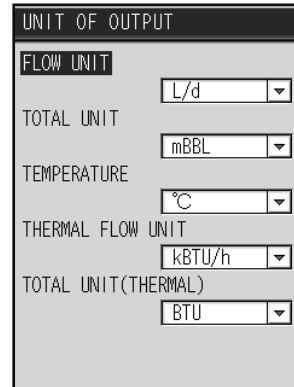 UNIT OF OUTPUT
FLOW UNIT
L/d
TOTAL UNIT
mBBL
TEMPERATURE
℃
THERMAL FLOW UNIT
kBTU/h
TOTAL UNIT(THERMAL)
BTU